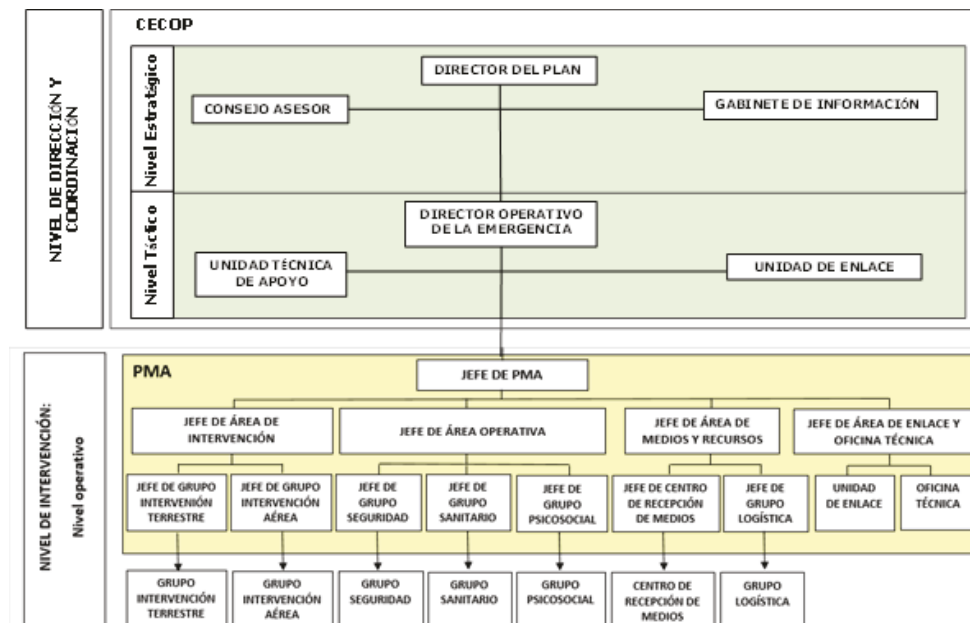 CECOP
NIVEL DE DIRECCIÓN Y
COORDINACIÓN
Nivel Estratégico
DIRECTOR DEL PLAN
CONSEJO ASESOR
GABINETE DE INFORMACIÓN
Nivel Táctico
DIRECTOR OPERATIVO
DE LA EMERGENCIA
UNIDAD TÉCNICA
DE APOYO
UNIDAD DE ENLACE
NIVEL DE INTERVENCIÓN:
Nivel operativo
PMA
JEFE DE PMA
JEFE DE ÁREA DE
INTERVENCIÓN
JEFE DE ÁREA OPERATIVA
JEFE DE ÁREA DE
MEDIOS Y RECURSOS
JEFE DE ÁREA DE ENLACE Y
OFICINA TÉCNICA
JEFE DE GRUPO
INTERVENIÓN
TERRESTRE
JEFE DE GRUPO
INTERVENCIÓN
AÉREA
JEFE DE
GRUPO
SEGURIDAD
JEFE DE
GRUPO
SANITARIO
JEFE DE
GRUPO
PSICOSOCIAL
JEFE DE CENTRO
DE RECEPCIÓN
DE MEDIOS
JEFE DE
GRUPO
LOGÍSTICA
UNIDAD
DE ENLACE
OFICINA
TÉCNICA
GRUPO
INTERVENCIÓN
TERRESTRE
GRUPO
INTERVENCIÓN
AÉREA
GRUPO
SEGURIDAD
GRUPO
SANITARIO
GRUPO
PSICOSOCIAL
CENTRO DE
RECEPCIÓN DE
MEDIOS
GRUPO
LOGÍSTICA